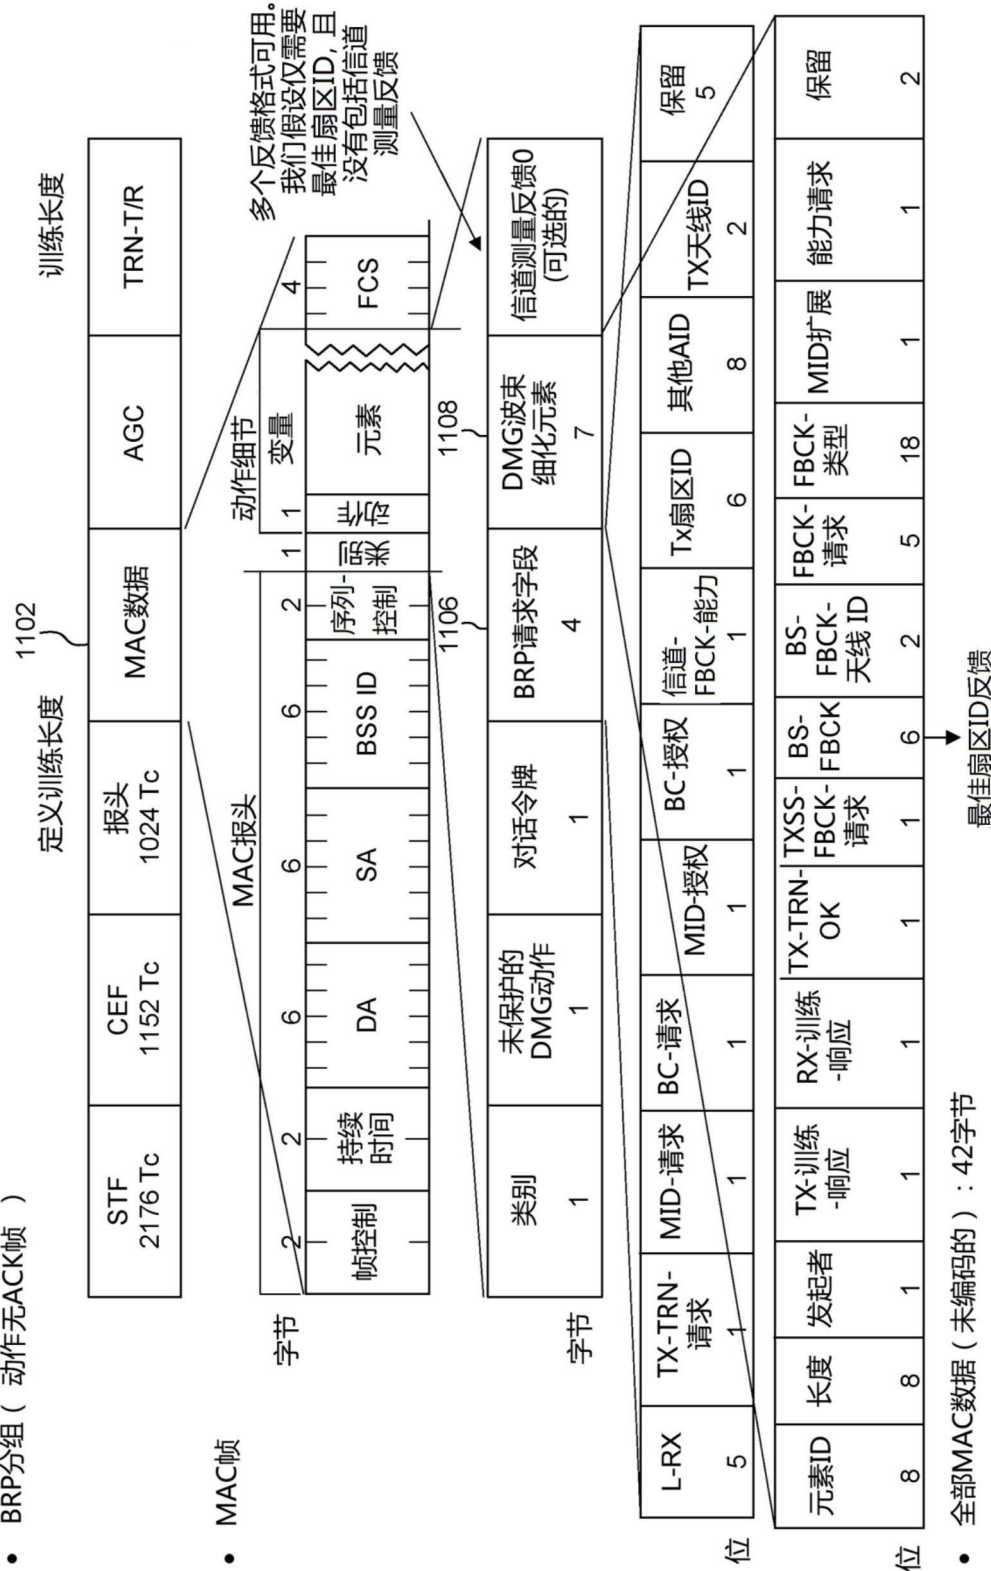 • BRP分组（动作无ACK帧）
定义训练长度
训练长度
1102
STF
2176 Tc
CEF
1152 Tc
报头
1024 Tc
MAC数据
AGC
TRN-T/R
• MAC帧
MAC报头
动作细节
字节
2
2
6
6
6
2
1
1
变量
4
帧控制
持续
时间
DA
SA
BSS ID
序列-
控制
类别
动作
元素
FCS
多个反馈格式可用。
我们假设仅需要
最佳扇区ID，且
没有包括信道
测量反馈
1106
1108
字节
类别
1
未保护的
DMG动作
1
对话令牌
1
BRP请求字段
4
DMG波束
细化元素
7
信道测量反馈0
(可选的)
位
L-RX
5
TX-TRN-
请求
1
MID-请求
1
BC-请求
1
MID-授权
1
BC-授权
1
信道-
FBCK-能力
1
Tx扇区ID
6
其他AID
8
TX天线ID
2
保留
5
位
元素ID
8
长度
8
发起者
1
TX-训练
-响应
1
RX-训练
-响应
1
TX-TRN-
OK
1
TXSS-
FBCK-
请求
1
BS-
FBCK
6
BS-
FBCK-
天线 ID
2
FBCK-
请求
5
FBCK-
类型
18
MID扩展
1
能力请求
1
保留
2
最佳扇区ID反馈
• 全部MAC数据（未编码的）：42字节